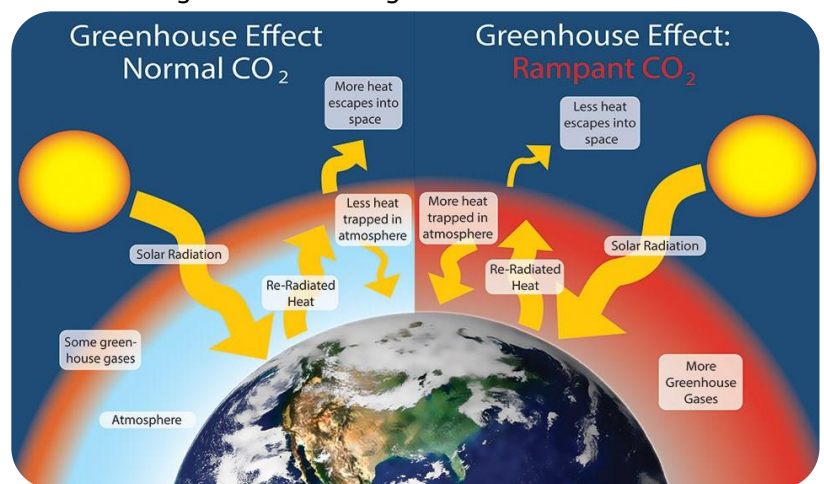 Greenhouse Effect
Normal CO₂
More heat
escapes into
space
Less heat
trapped in
atmosphere
Solar Radiation
Re-Radiated
Heat
Some green-
house gases
Atmosphere
Greenhouse Effect:
Rampant CO₂
Less heat
escapes into
space
More heat
trapped in
atmosphere
Solar Radiation
Re-Radiated
Heat
More
Greenhouse
Gases